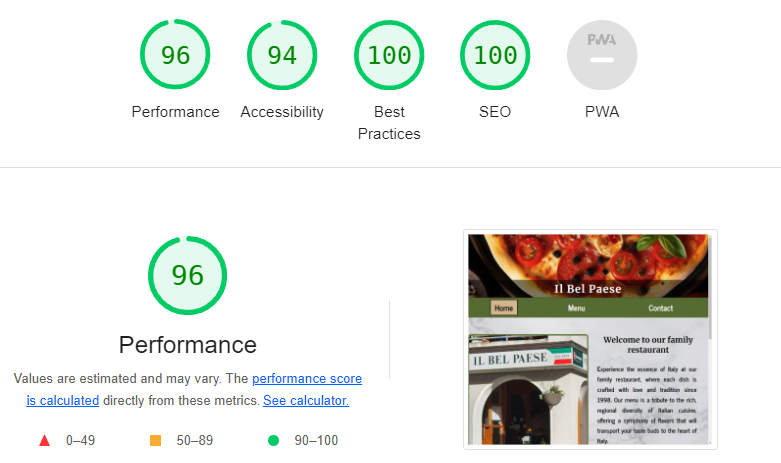 96
94
100
100
PWA
Performance
Accessibility
Best
Practices
SEO
PWA
96
Performance
Values are estimated and may vary. The performance score
is calculated directly from these metrics. See calculator.
0–49
50–89
90–100
Il Bel Paese
Home
Menu
Contact
IL BEL PAESE
Welcome to our family
restaurant
Experience the essence of Italy at our
family restaurant, where each dish is
crafted with love and tradition since
1998. Our menu is a tribute to the rich,
regional diversity of Italian cuisine,
offering a symphony of flavors that will
transport your taste buds to the heart of
Italy.